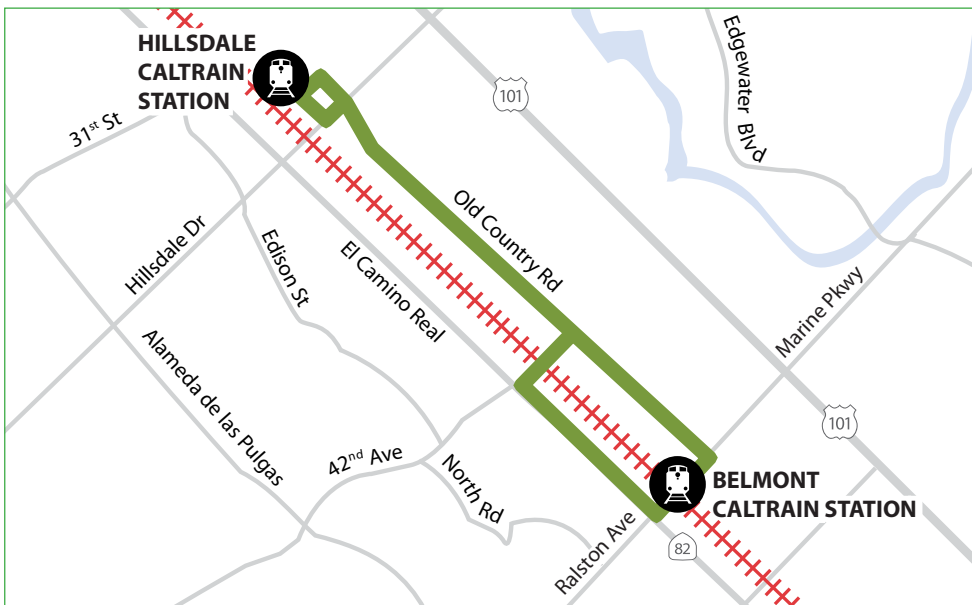 HILLSDALE
CALTRAIN
STATION
31st St
Hillsdale Dr
Edison St
El Camino Real
Alameda de las Pulgas
42nd Ave
North Rd
Old Country Rd
101
Edgewater Blvd
Marine Pkwy
101
BELMONT
CALTRAIN STATION
Ralston Ave
82